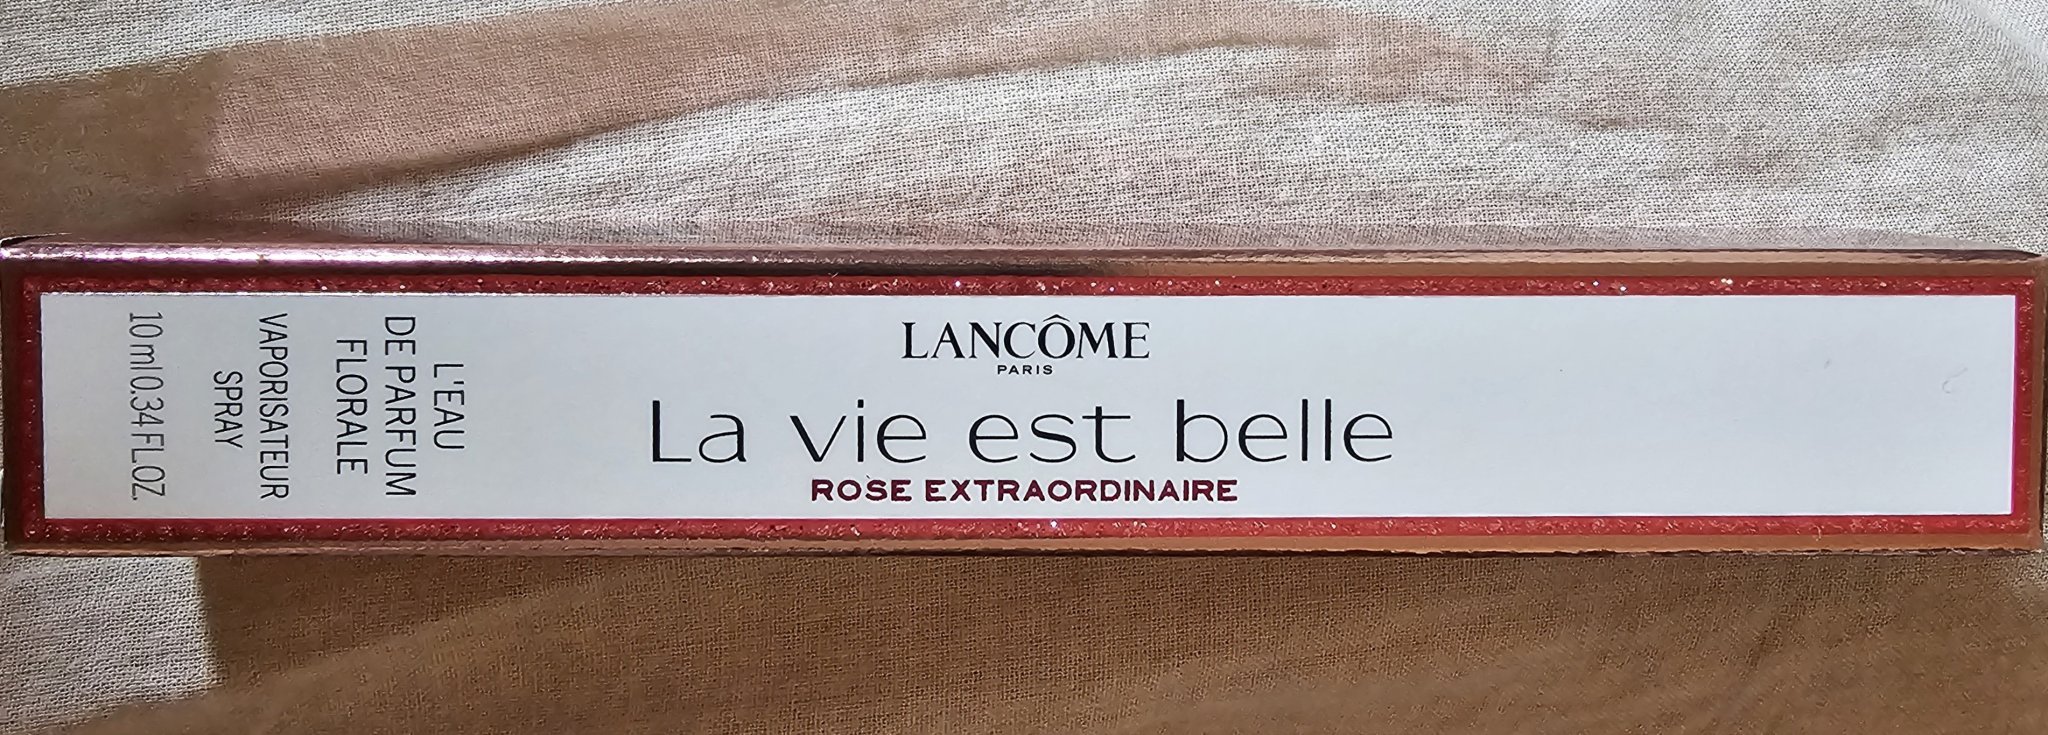 LANCÔME
PARIS
La vie est belle
ROSE EXTRAORDINAIRE
L'EAU
DE PARFUM
FLORALE
VAPORISATEUR
SPRAY
10 ml 0.34 FL.OZ.